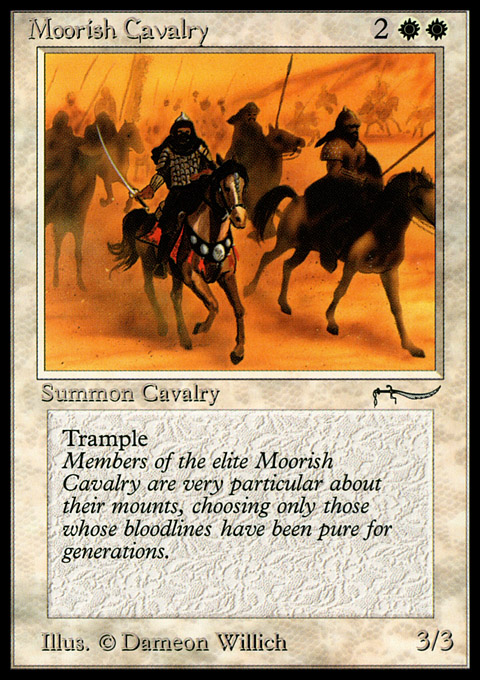 Moorish Cavalry 2
Summon Cavalry
Trample
Members of the elite Moorish
Cavalry are very particular about
their mounts, choosing only those
whose bloodlines have been pure for
generations.
Illus. © Dameon Willich 3/3